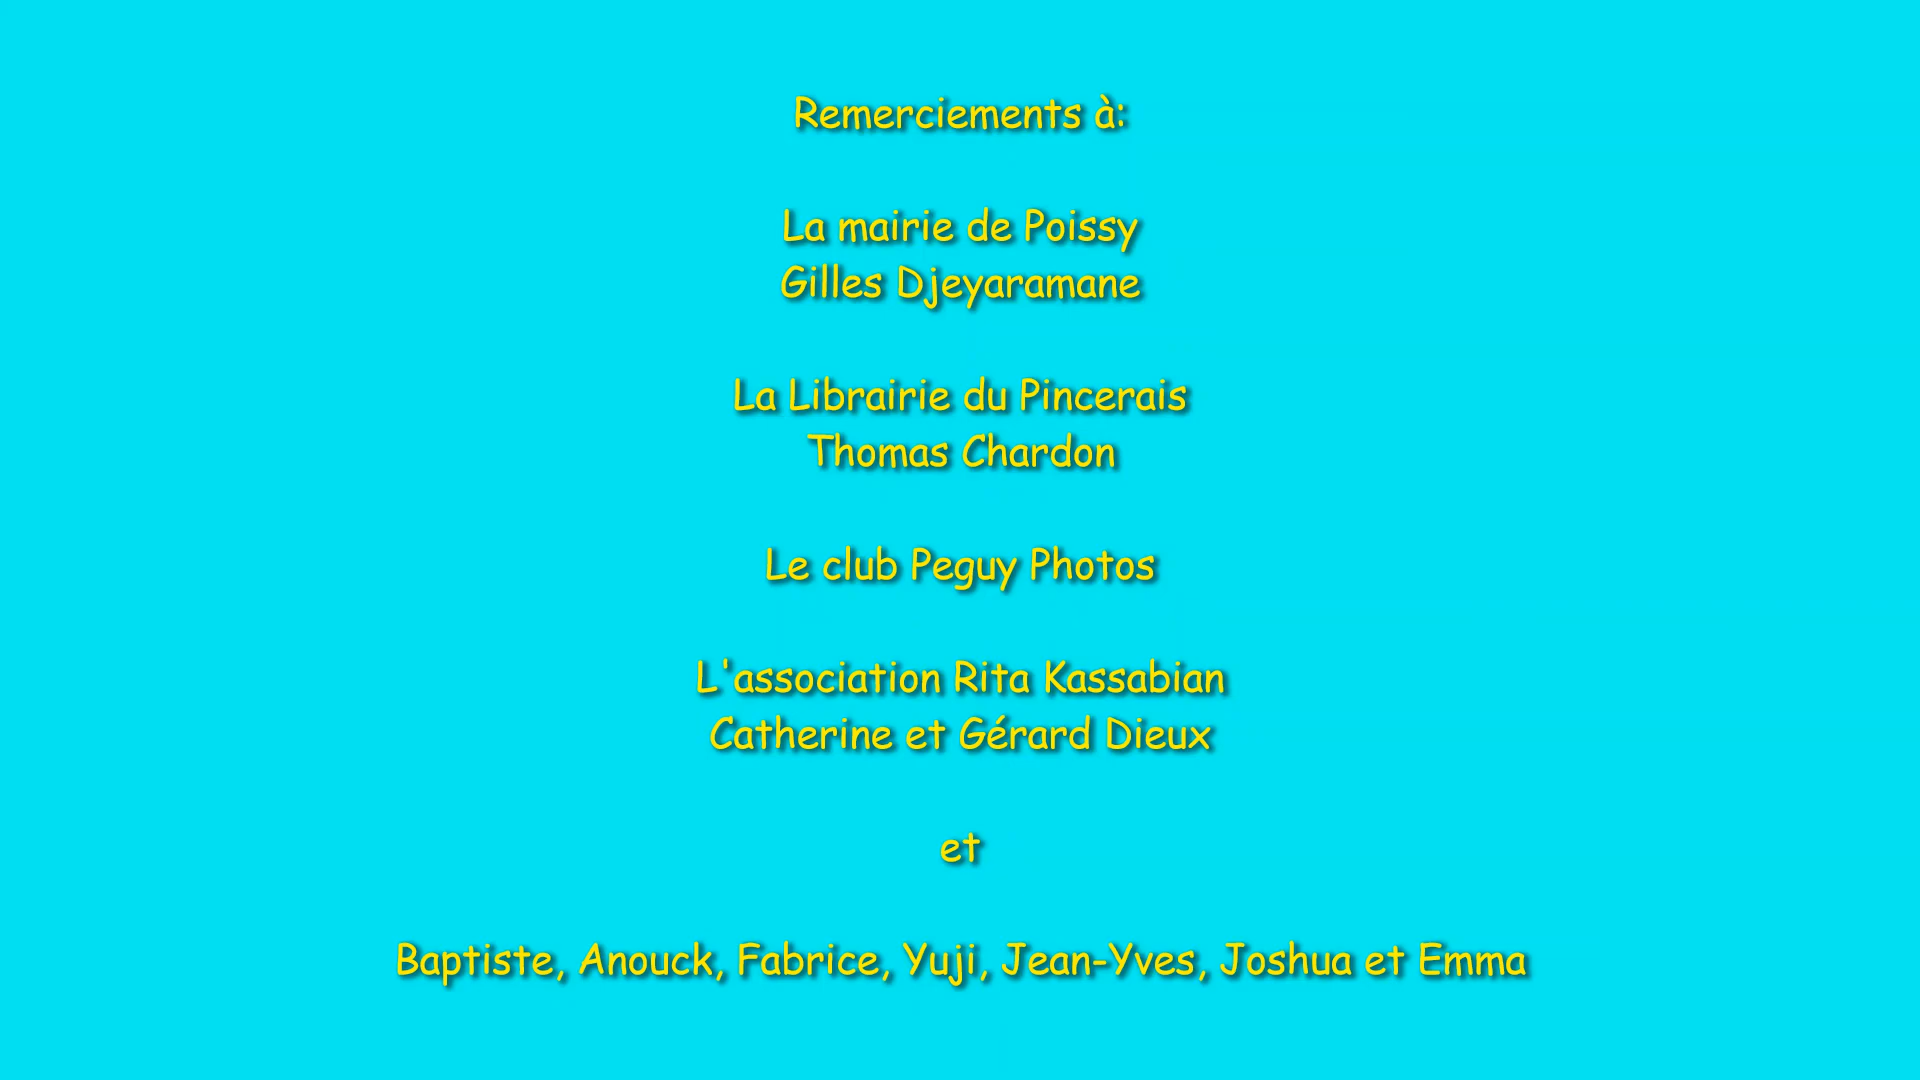 Remerciements à:
La mairie de Poissy
Gilles Djeyaramane
La Librairie du Pincerais
Thomas Chardon
Le club Peguy Photos
L'association Rita Kassabian
Catherine et Gérard Dieux
et
Baptiste, Anouck, Fabrice, Yuji, Jean-Yves, Joshua et Emma